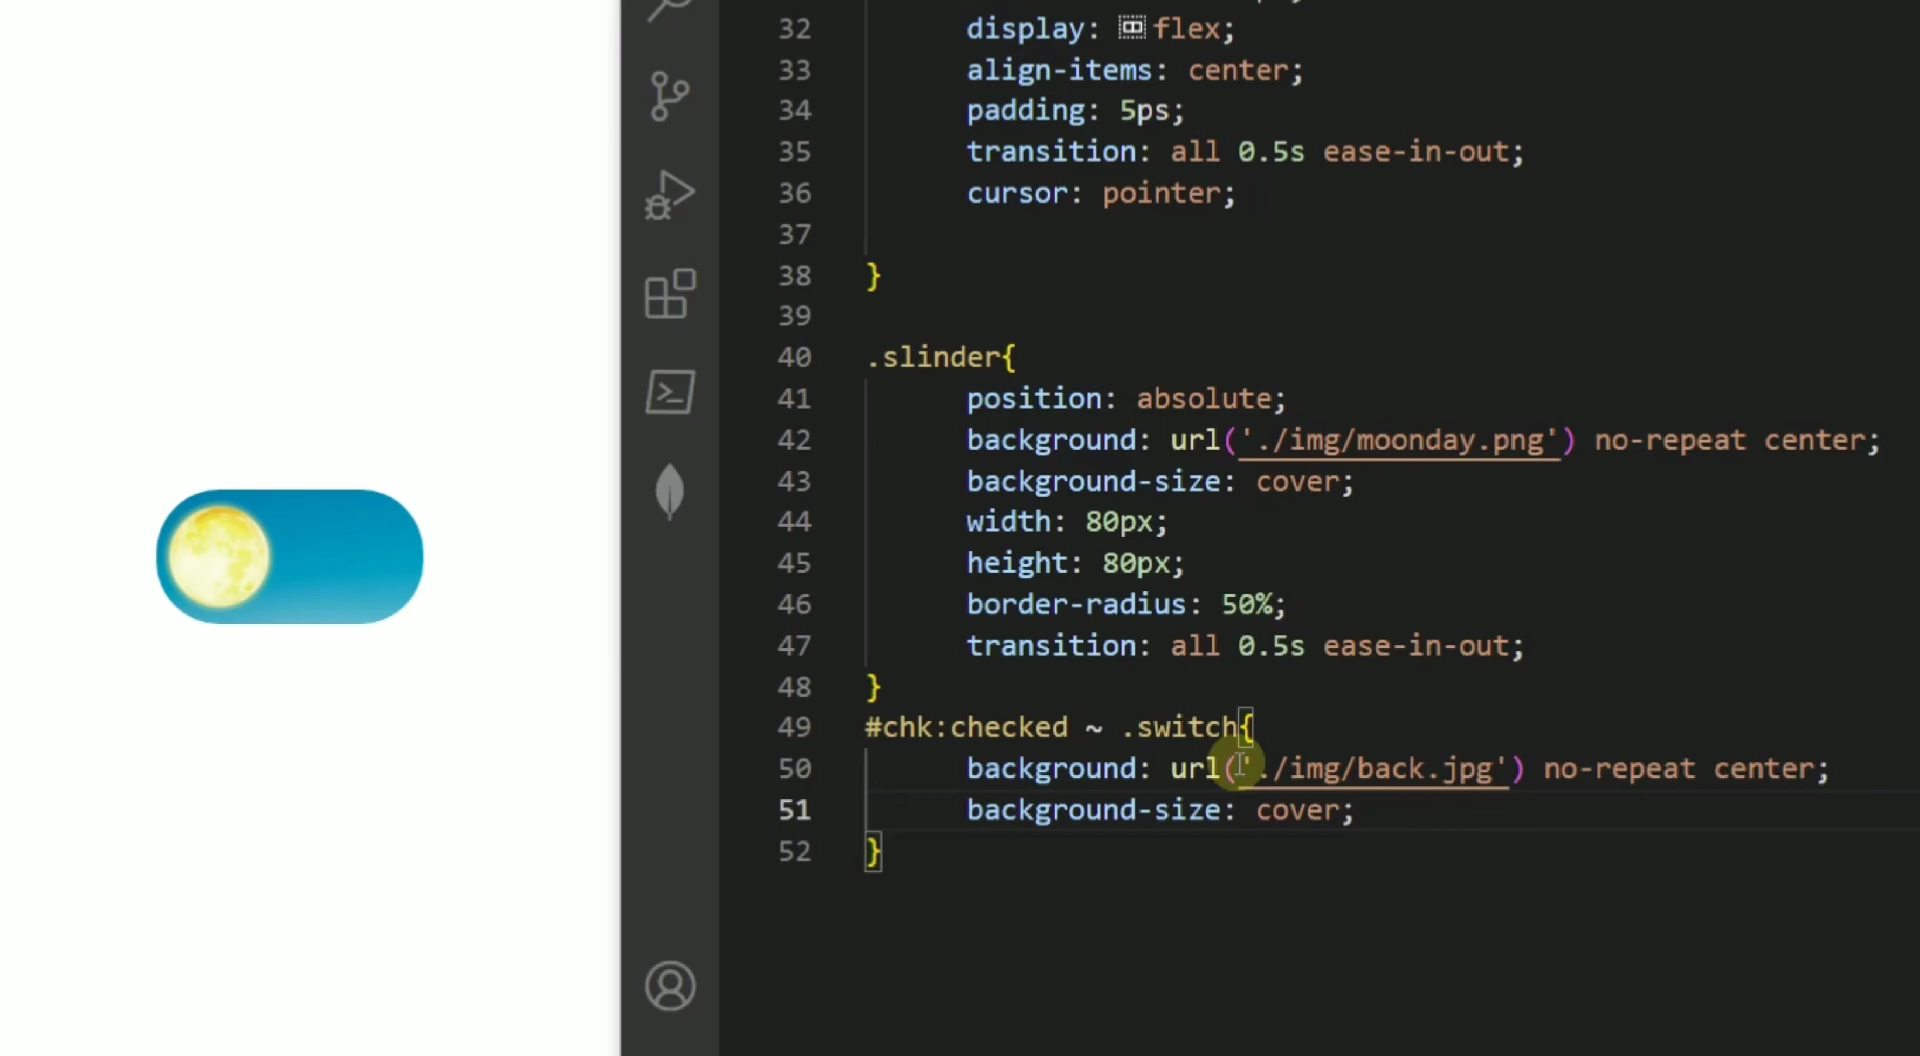 32 display: flex;
33 align-items: center;
34 padding: 5ps;
35 transition: all 0.5s ease-in-out;
36 cursor: pointer;
37
38 }
39
40 .slinder{
41 position: absolute;
42 background: url('./img/moonday.png') no-repeat center;
43 background-size: cover;
44 width: 80px;
45 height: 80px;
46 border-radius: 50%;
47 transition: all 0.5s ease-in-out;
48 }
49 #chk:checked ~ .switch{
50 background: url('./img/back.jpg') no-repeat center;
51 background-size: cover;
52 }